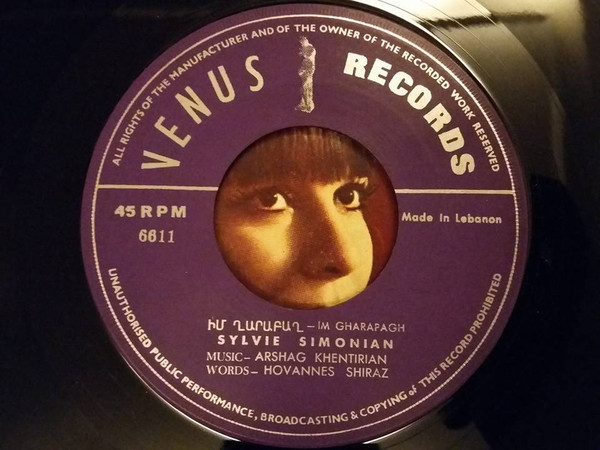 ALL RIGHTS OF THE MANUFACTURER AND OF THE OWNER OF THE RECORDED WORK RESERVED
VENUS RECORDS
45 RPM
6611
Made In Lebanon
ԻՄ ՂԱՐԱԲԱՂ – IM GHARAPAGH
SYLVIE SIMONIAN
MUSIC– ARSHAG KHENTIRIAN
WORDS– HOVANNES SHIRAZ
UNAUTHORISED PUBLIC PERFORMANCE, BROADCASTING & COPYING of THIS RECORD PROHIBITED